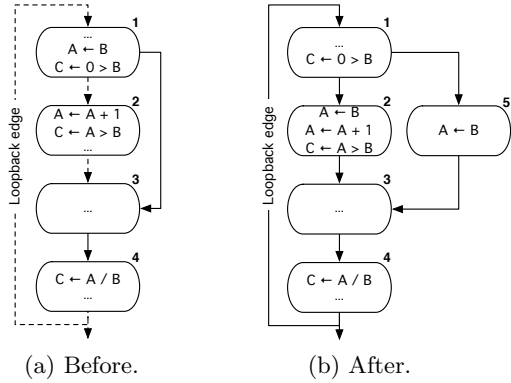 1
...
A ← B
C ← 0 > B
2
A ← A + 1
C ← A > B
...
Loopback edge
3
...
4
C ← A / B
...
(a) Before.
1
...
C ← 0 > B
2
A ← B
A ← A + 1
C ← A > B
5
A ← B
Loopback edge
3
...
4
C ← A / B
...
(b) After.